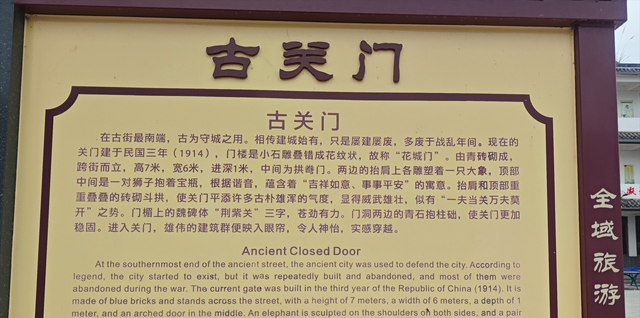 古关门
古关门
在古街最南端，古为守城之用。相传建城始有，只是屡建屡废，多废于战乱年间。现在的
关门建于民国三年（1914），门楼是小石雕叠错成花纹状，故称“花城门”。由青砖砌成，
跨街而立，高7米，宽6米，进深1米，中间为拱卷门。两边的抬肩上各雕塑着一只大象，顶部
中间是一对狮子抱着宝瓶，根据谐音，蕴含着“吉祥如意、事事平安”的寓意。抬肩和顶部重
重叠叠的砖砌斗拱，使关门平添许多古朴雄浑的气度，显得威武雄壮，似有“一夫当关万夫莫
开”之势。门楣上的魏碑体“荆紫关”三字，苍劲有力。门洞两边的青石抱柱础，使关门更加
稳固。进入关门，雄伟的建筑群便映入眼帘，令人神怡，实感穿越。
Ancient Closed Door
At the southernmost end of the ancient street, the ancient city was used to defend the city. According to
legend, the city started to exist, but it was repeatedly built and abandoned, and most of them were
abandoned during the war. The current gate was built in the third year of the Republic of China (1914). It is
made of blue bricks and stands across the street, with a height of 7 meters, a width of 6 meters, a depth of 1
meter, and an arched door in the middle. An elephant is sculpted on the shoulders on both sides, and a pair
全域旅游